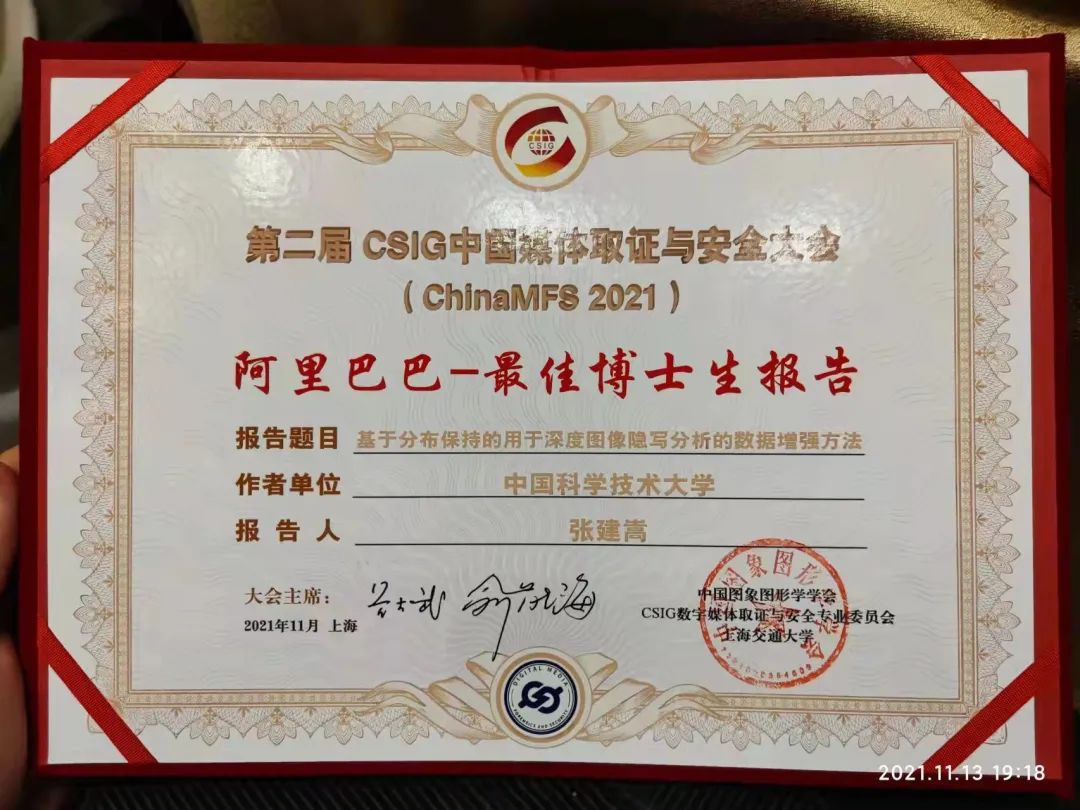 CSIG
第二届 CSIG中国媒体取证与安全大会
（ChinaMFS 2021）
阿里巴巴-最佳博士生报告
报告题目 基于分布保持的用于深度图像隐写分析的数据增强方法
作者单位 中国科学技术大学
报告人 张建嵩
大会主席：
2021年11月 上海
中国图象图形学学会
CSIG数字媒体取证与安全专业委员会
上海交通大学
DIGITAL MEDIA
FORENSICS AND SECURITY
2021.11.13 19:18